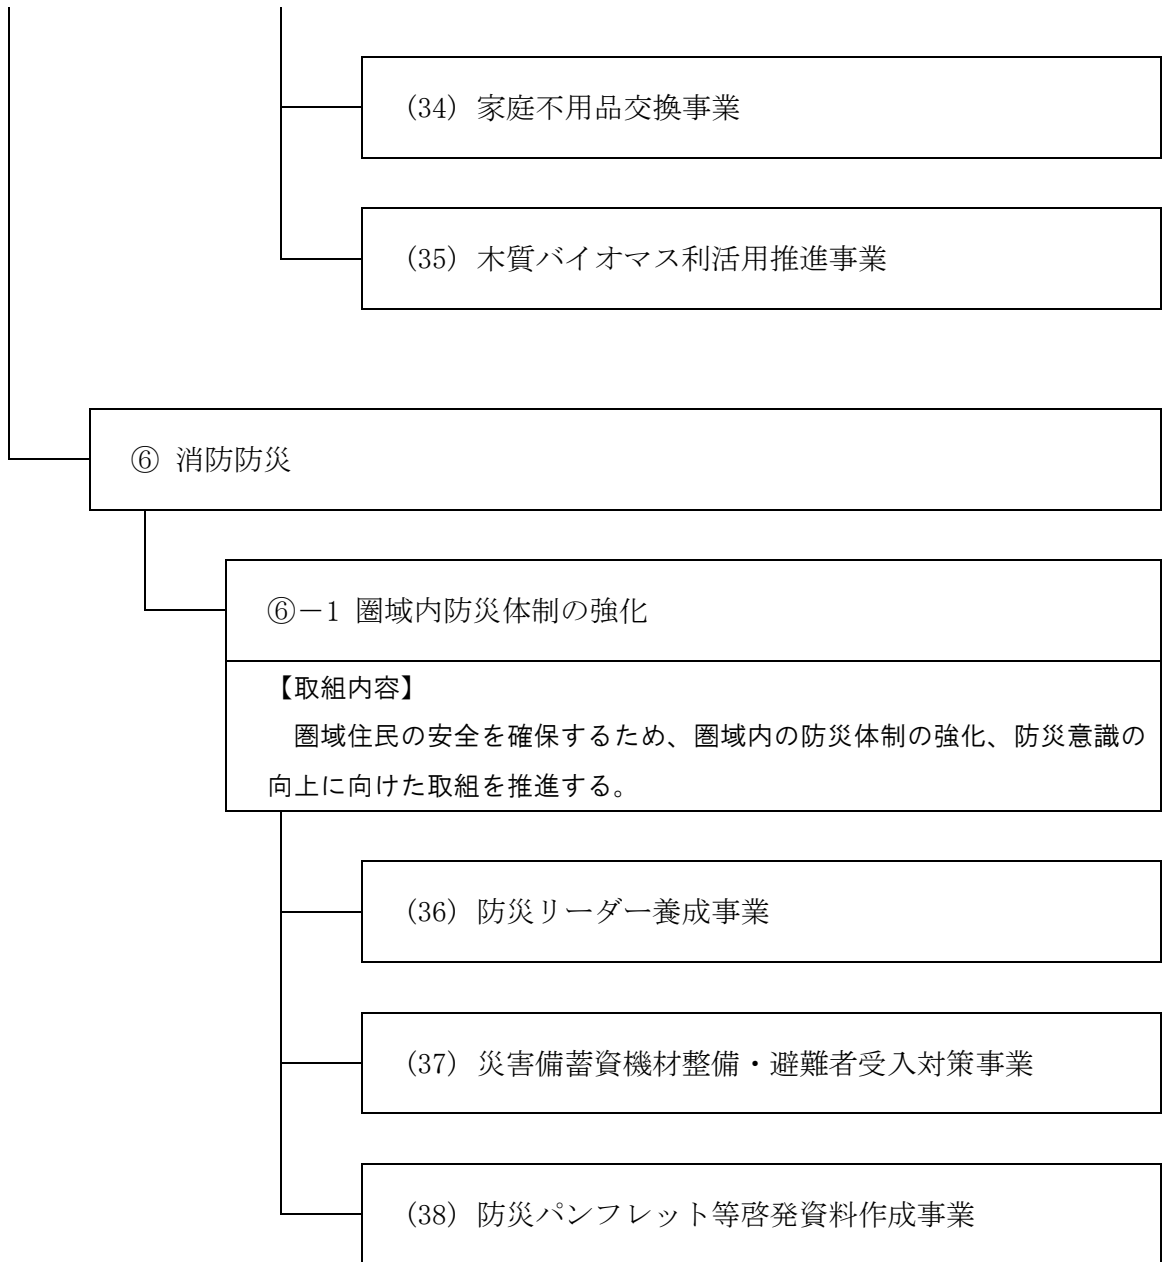 (34) 家庭不用品交換事業
(35) 木質バイオマス利活用推進事業
⑥ 消防防災
⑥－1 圏域内防災体制の強化
【取組内容】
圏域住民の安全を確保するため、圏域内の防災体制の強化、防災意識の
向上に向けた取組を推進する。
(36) 防災リーダー養成事業
(37) 災害備蓄資機材整備・避難者受入対策事業
(38) 防災パンフレット等啓発資料作成事業